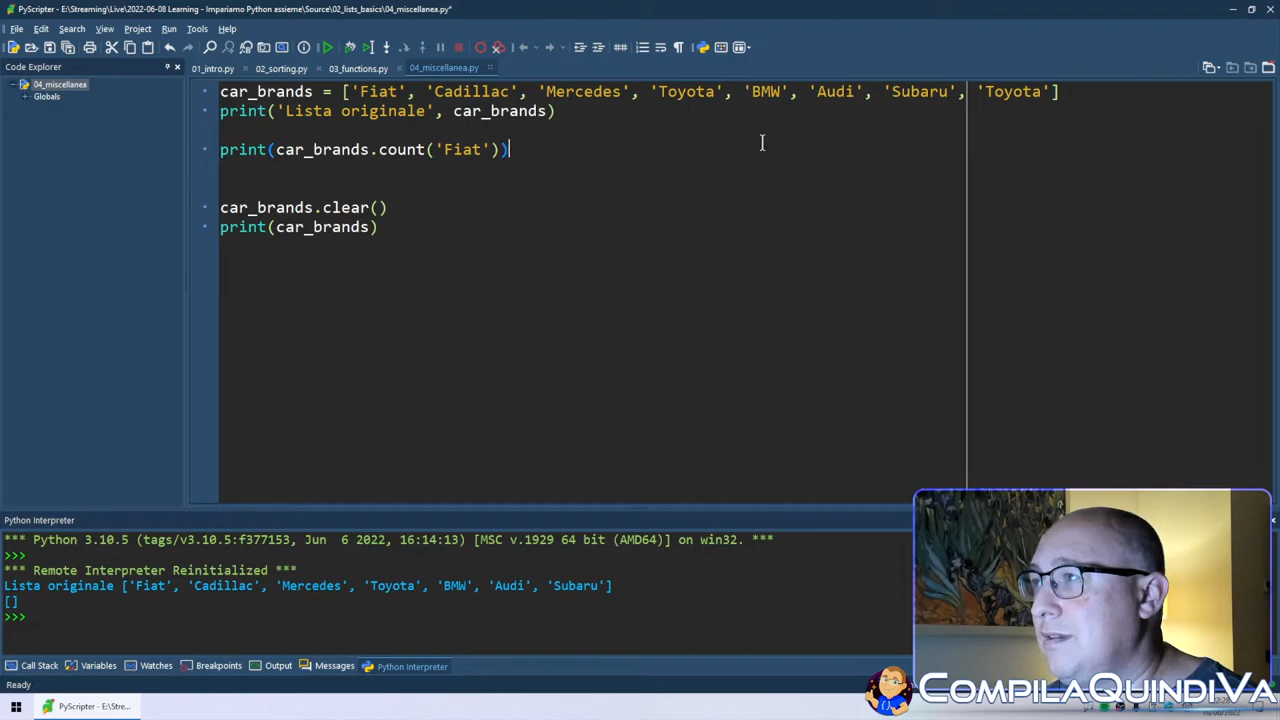 PyScripter - E:\Streaming\Live\2022-06-08 Learning - Impariamo Python assieme\Source\02_lists_basics\04_miscellanea.py*
File Edit Search View Project Run Tools Help
Code Explorer
01_intro.py 02_sorting.py 03_functions.py 04_miscellanea.py
04_miscellanea
Globals
car_brands = ['Fiat', 'Cadillac', 'Mercedes', 'Toyota', 'BMW', 'Audi', 'Subaru', 'Toyota']
print('Lista originale', car_brands)
print(car_brands.count('Fiat'))
car_brands.clear()
print(car_brands)
Python Interpreter
*** Python 3.10.5 (tags/v3.10.5:f377153, Jun 6 2022, 16:14:13) [MSC v.1929 64 bit (AMD64)] on win32. ***
>>>
*** Remote Interpreter Reinitialized ***
Lista originale ['Fiat', 'Cadillac', 'Mercedes', 'Toyota', 'BMW', 'Audi', 'Subaru']
[]
>>>
Call Stack Variables Watches Breakpoints Output Messages Python Interpreter
Ready
COMPILAQUINDIVA
PyScripter - E:\Stre...